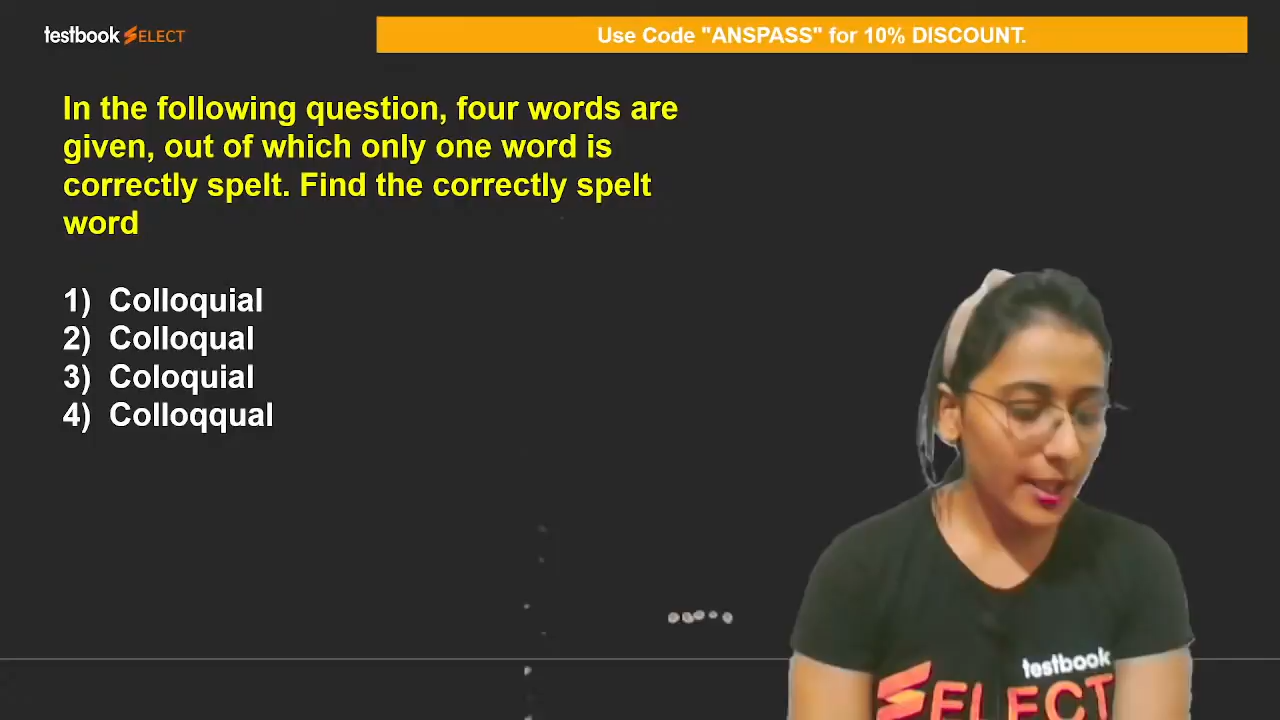 testbook SELECT
Use Code "ANSPASS" for 10% DISCOUNT.
In the following question, four words are
given, out of which only one word is
correctly spelt. Find the correctly spelt
word
1) Colloquial
2) Colloqual
3) Coloquial
4) Colloqqual
testbook
SELECT